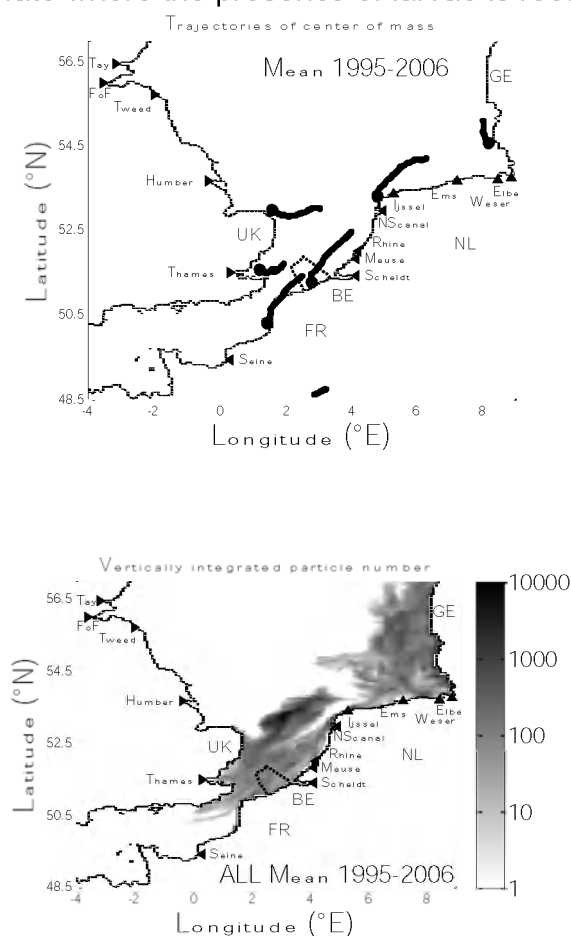 Trajectories of center of mass
Mean 1995-2006
56.5
54.5
52.5
50.5
48.5
Latitude (°N)
Tay
FoF
Tweed
Humber
UK
Thames
Seine
GE
Elbe
Weser
Ems
Ijssel
NScanal
NL
Rhine
Meuse
Scheldt
BE
FR
-4 -2 0 2 4 6 8
Longitude (°E)
Vertically integrated particle number
56.5
54.5
52.5
50.5
48.5
Latitude (°N)
Tay
FoF
Tweed
Humber
UK
Thames
Seine
GE
Elbe
Weser
Ems
Ijssel
NScanal
NL
Rhine
Meuse
Scheldt
BE
FR
ALL Mean 1995-2006
-4 -2 0 2 4 6 8
Longitude (°E)
10000
1000
100
10
1